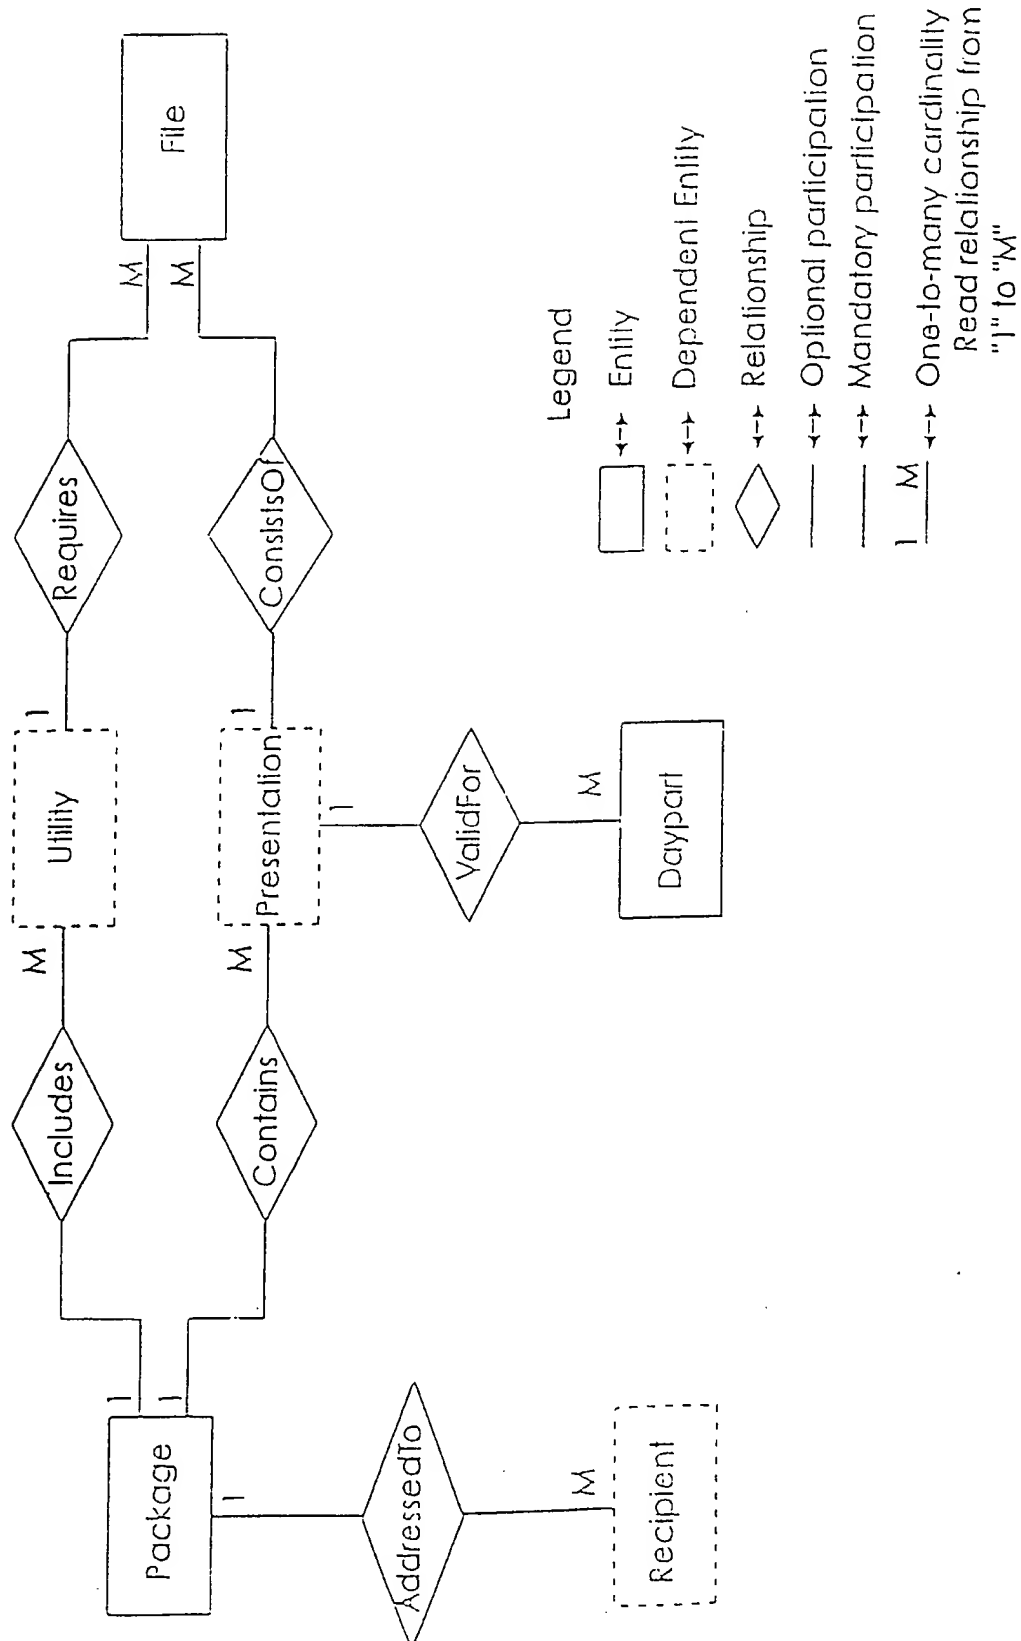 Package
1
1
1
AddressedTo
M
Recipient
Includes
M
Utility
1
Requires
M
File
Contains
M
Presentation
1
ConsistsOf
M
1
ValidFor
M
Daypart
Legend
Entity
Dependent Entity
Relationship
Optional participation
Mandatory participation
1 M One-to-many cardinality
Read relationship from
"1" to "M"